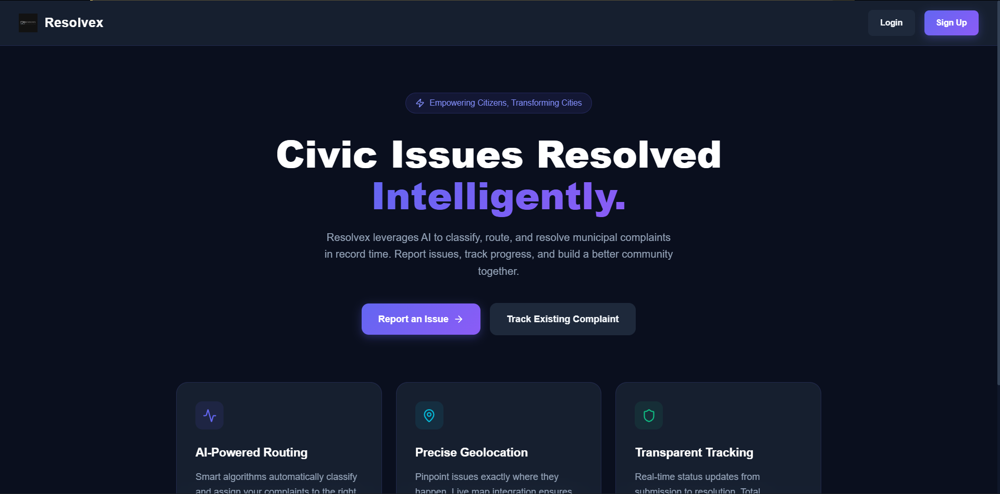 Resolvex
Login
Sign Up
Empowering Citizens, Transforming Cities
Civic Issues Resolved
Intelligently.
Resolvex leverages AI to classify, route, and resolve municipal complaints
in record time. Report issues, track progress, and build a better community
together.
Report an Issue
Track Existing Complaint
AI-Powered Routing
Smart algorithms automatically classify
and assign your complaints to the right
Precise Geolocation
Pinpoint issues exactly where they
happen. Live map integration ensures
Transparent Tracking
Real-time status updates from
submission to resolution. Total